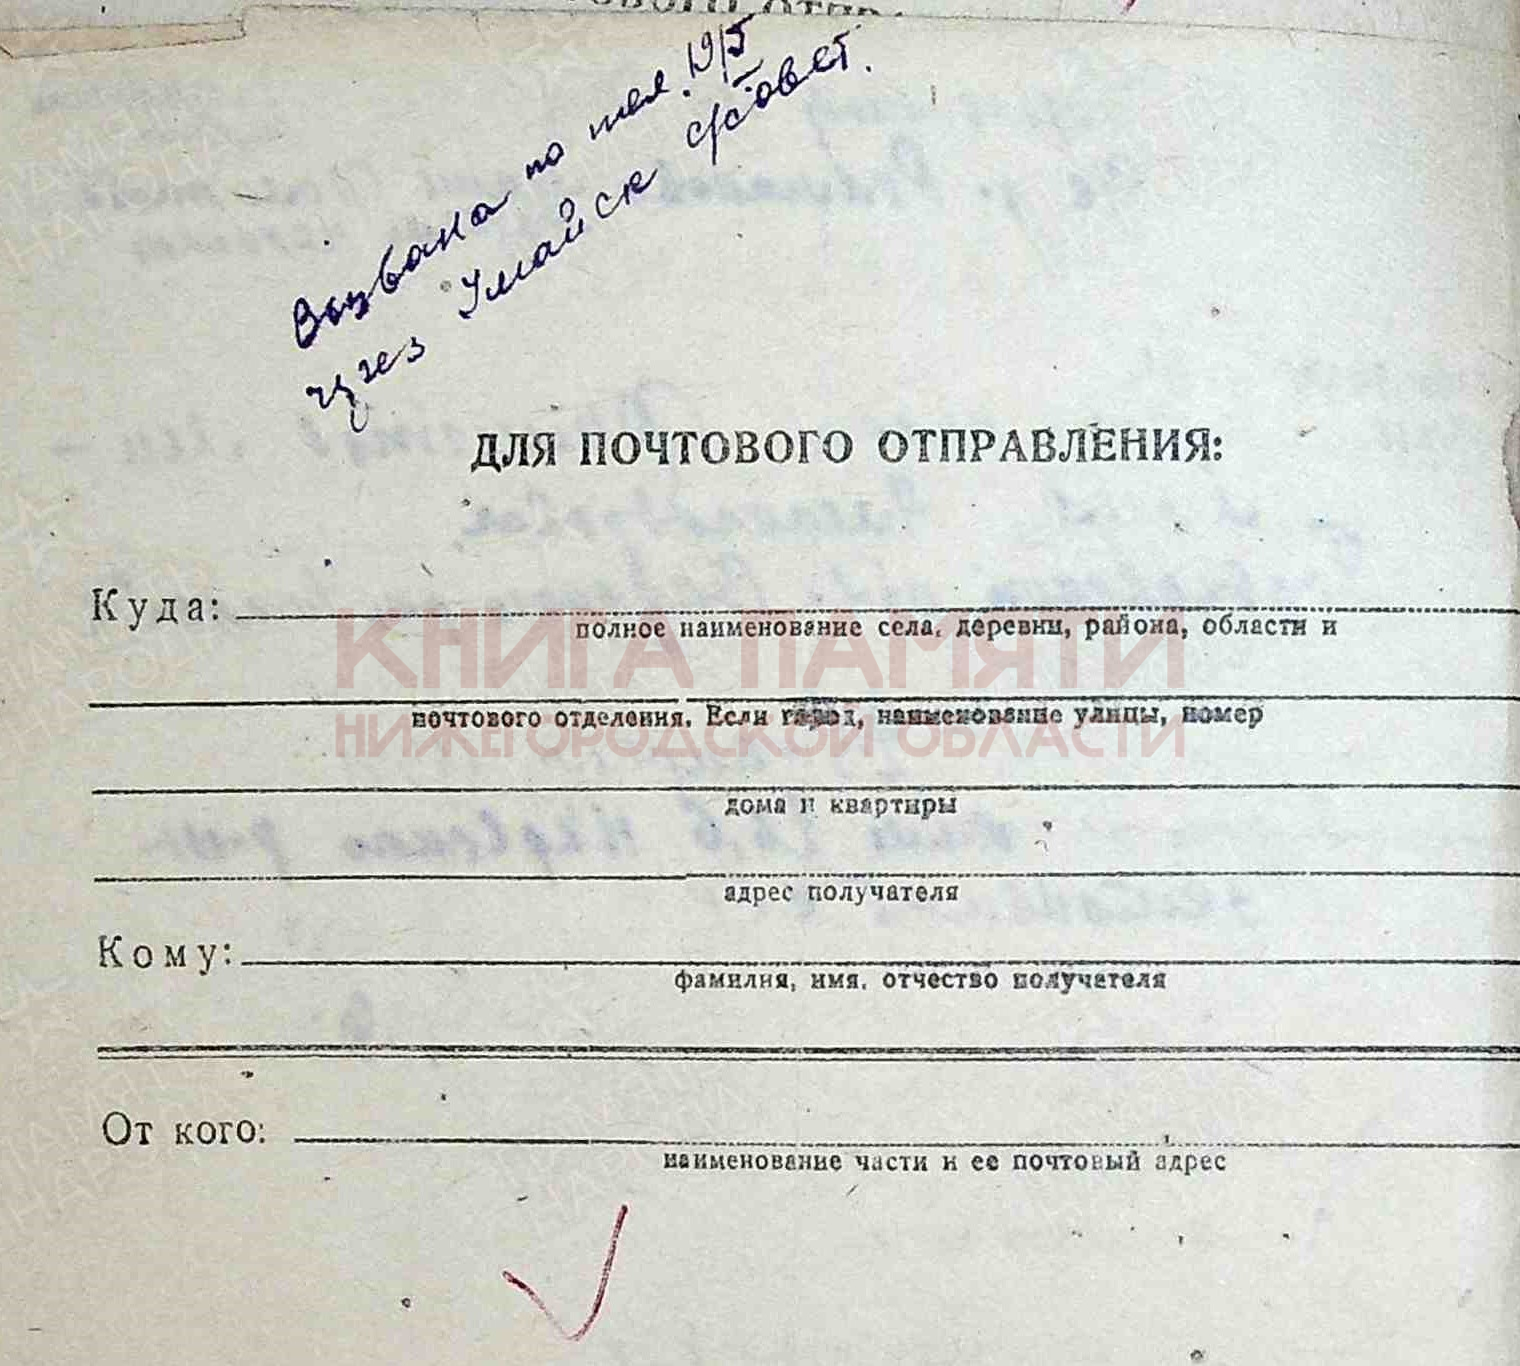 Вызвана по тел. 19/5
через Умайск с/совет.
ДЛЯ ПОЧТОВОГО ОТПРАВЛЕНИЯ:
Куда:
полное наименование села, деревни, района, области и
почтового отделения. Если город, наименование улицы, номер
дома и квартиры
адрес получателя
Кому:
фамилия, имя, отчество получателя
От кого:
наименование части и ее почтовый адрес
КНИГА ПАМЯТИ
НИЖЕГОРОДСКОЙ ОБЛАСТИ